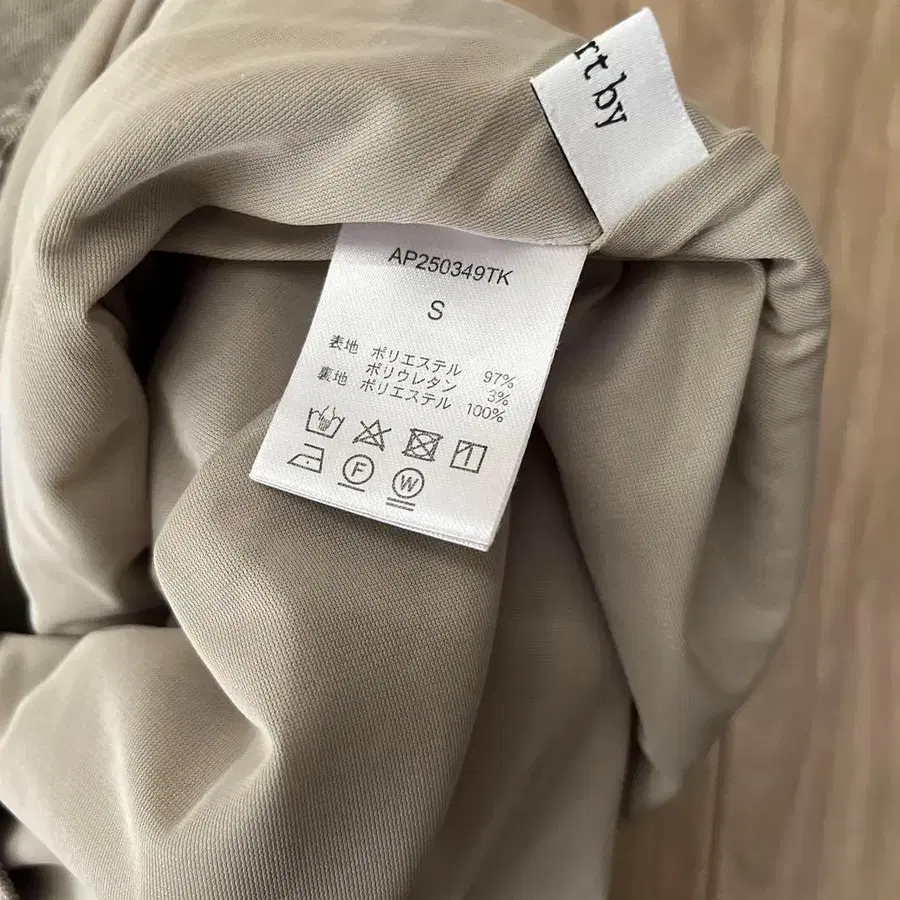 rt by
AP250349TK
S
表地 ポリエステル 97%
ポリウレタン 3%
裏地 ポリエステル 100%
F W